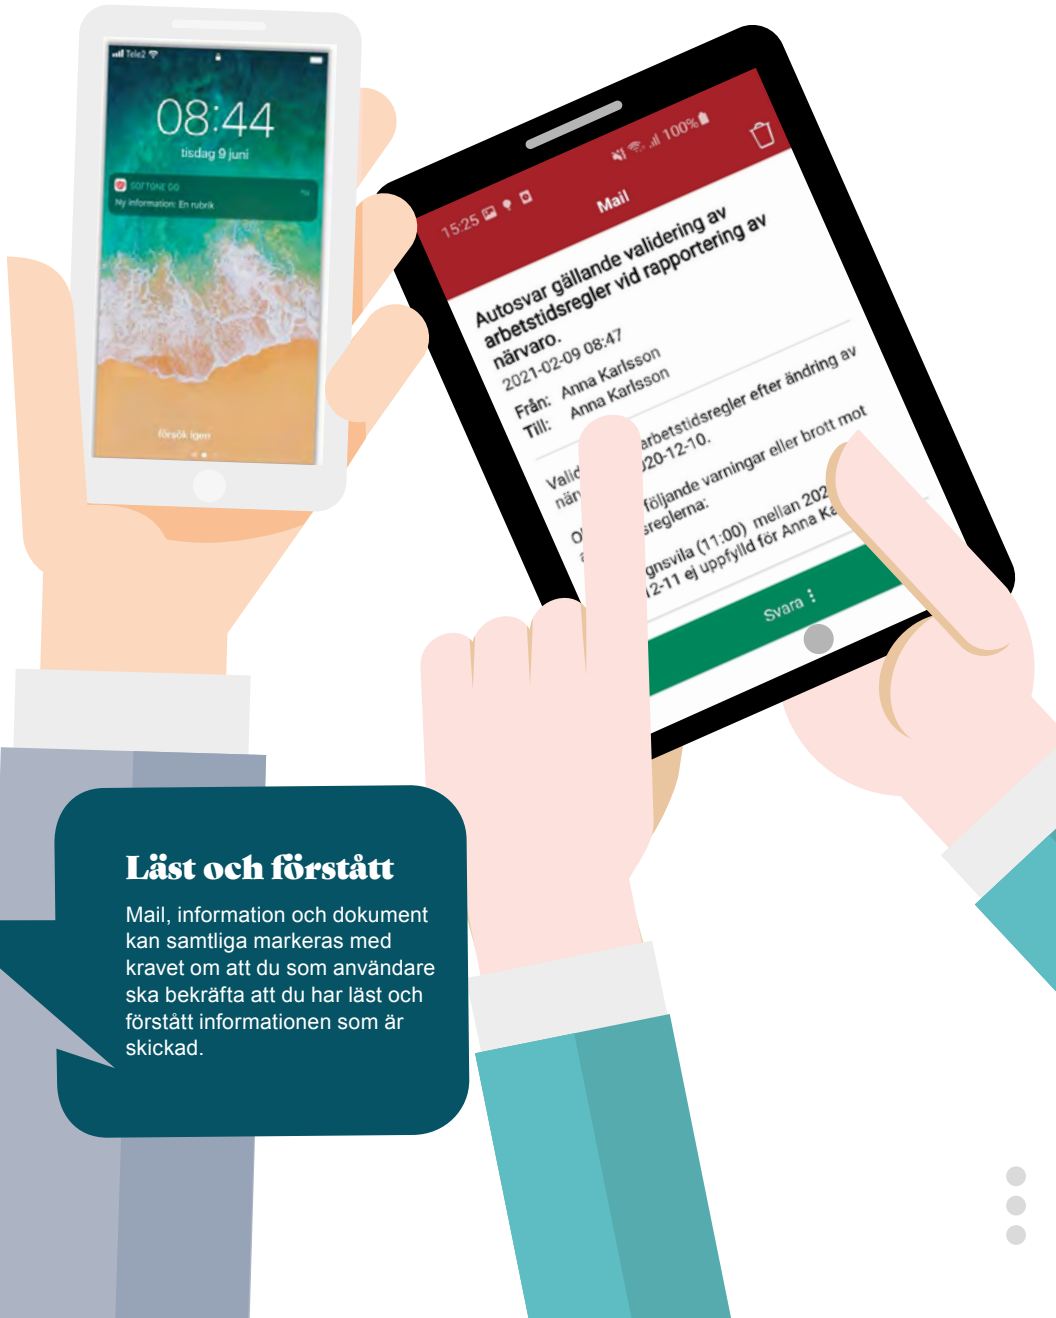 Tele2
08:44
tisdag 9 juni
SOFTONE GO
Nu
Ny information: En rubrik
försök igen
15:25
100%
Mail
Autosvar gällande validering av
arbetstidsregler vid rapportering av
närvaro.
2021-02-09 08:47
Från: Anna Karlsson
Till: Anna Karlsson
arbetstidsregler efter ändring av
20-12-10.
följande varningar eller brott mot
sreglerna:
gnsvila (11:00) mellan 202
12-11 ej uppfylld för Anna Ka
Svara
Läst och förstått
Mail, information och dokument
kan samtliga markeras med
kravet om att du som användare
ska bekräfta att du har läst och
förstått informationen som är
skickad.